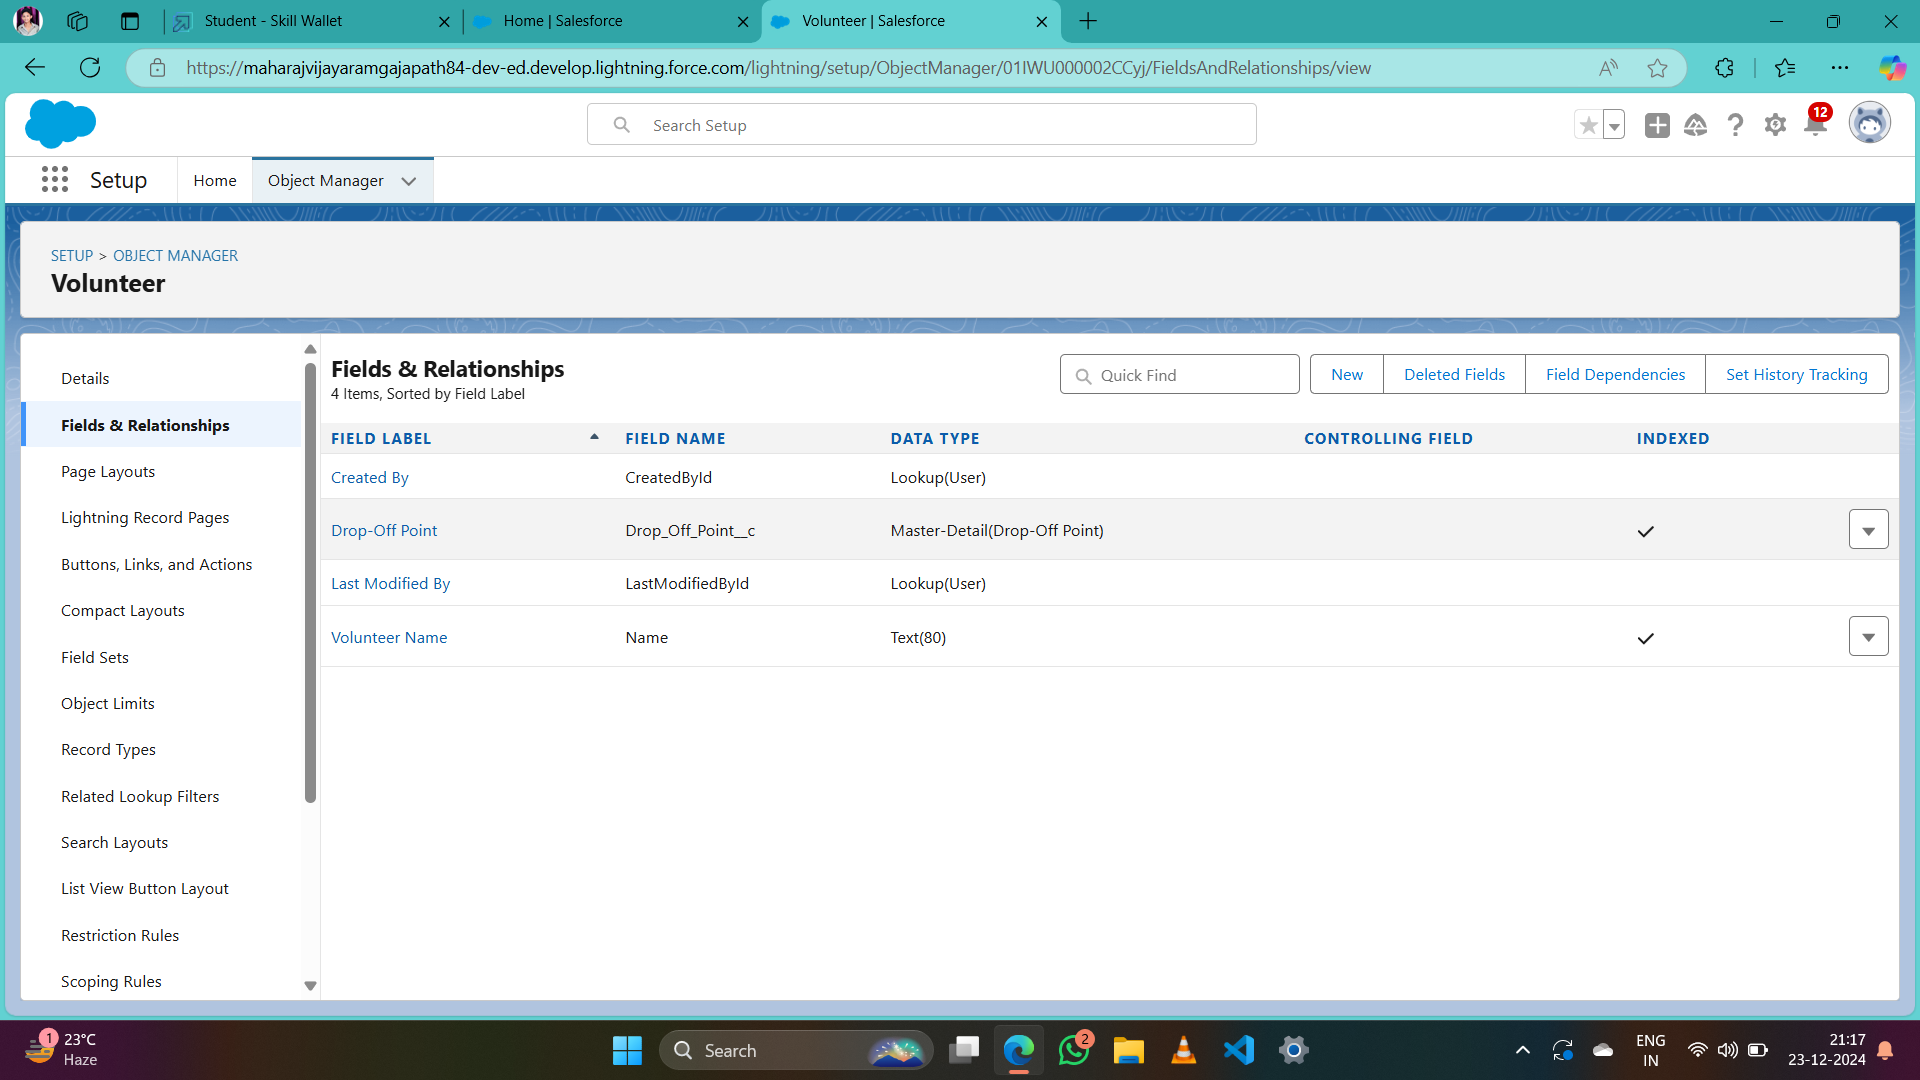 Student - Skill Wallet
Home | Salesforce
Volunteer | Salesforce
https://maharajvijayaramgajapath84-dev-ed.develop.lightning.force.com/lightning/setup/ObjectManager/01IWU000002CCyj/FieldsAndRelationships/view
Search Setup
12
Setup
Home
Object Manager
SETUP > OBJECT MANAGER
Volunteer
Details
Fields & Relationships
Page Layouts
Lightning Record Pages
Buttons, Links, and Actions
Compact Layouts
Field Sets
Object Limits
Record Types
Related Lookup Filters
Search Layouts
List View Button Layout
Restriction Rules
Scoping Rules
Fields & Relationships
4 Items, Sorted by Field Label
Quick Find
New
Deleted Fields
Field Dependencies
Set History Tracking
FIELD LABEL FIELD NAME DATA TYPE CONTROLLING FIELD INDEXED
Created By CreatedById Lookup(User)
Drop-Off Point Drop_Off_Point__c Master-Detail(Drop-Off Point)
Last Modified By LastModifiedById Lookup(User)
Volunteer Name Name Text(80)
1
23°C
Haze
Search
2
ENG
IN
21:17
23-12-2024